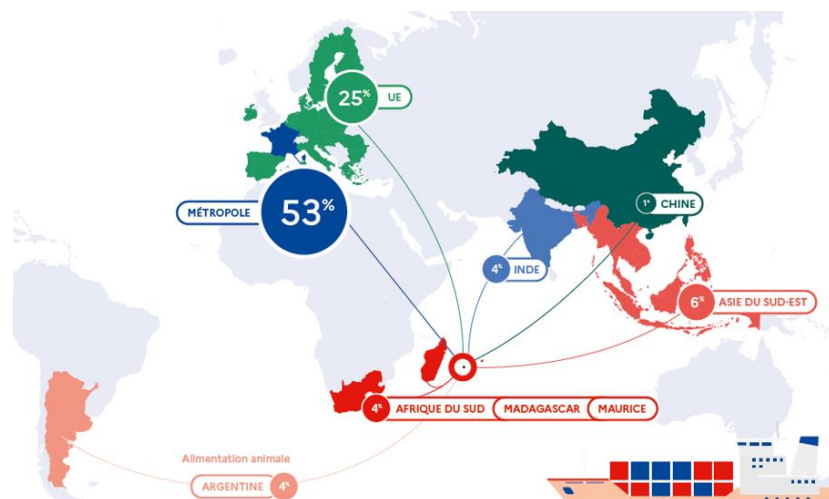 25% UE
MÉTROPOLE 53%
1% CHINE
4% INDE
6% ASIE DU SUD-EST
4% AFRIQUE DU SUD MADAGASCAR MAURICE
Alimentation animale
ARGENTINE 4%